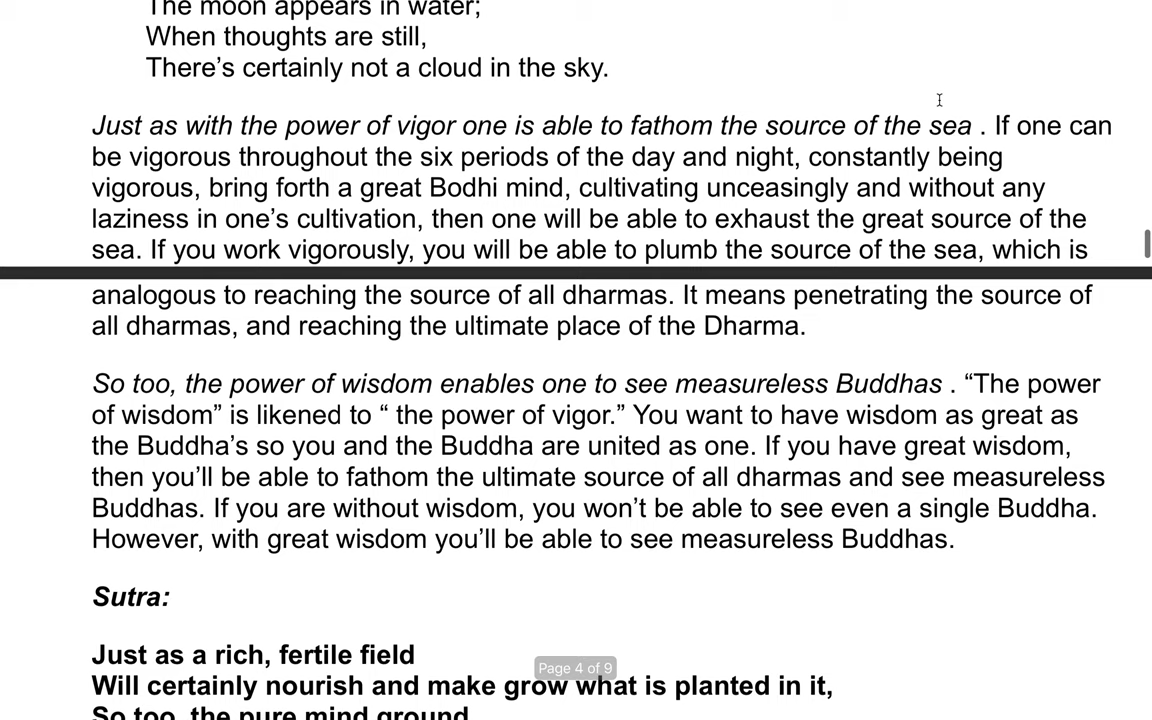 The moon appears in water;
When thoughts are still,
There's certainly not a cloud in the sky.
Just as with the power of vigor one is able to fathom the source of the sea . If one can
be vigorous throughout the six periods of the day and night, constantly being
vigorous, bring forth a great Bodhi mind, cultivating unceasingly and without any
laziness in one's cultivation, then one will be able to exhaust the great source of the
sea. If you work vigorously, you will be able to plumb the source of the sea, which is
analogous to reaching the source of all dharmas. It means penetrating the source of
all dharmas, and reaching the ultimate place of the Dharma.
So too, the power of wisdom enables one to see measureless Buddhas . “The power
of wisdom” is likened to “ the power of vigor.” You want to have wisdom as great as
the Buddha's so you and the Buddha are united as one. If you have great wisdom,
then you'll be able to fathom the ultimate source of all dharmas and see measureless
Buddhas. If you are without wisdom, you won't be able to see even a single Buddha.
However, with great wisdom you'll be able to see measureless Buddhas.
Sutra:
Just as a rich, fertile field
Page 4 of 9
Will certainly nourish and make grow what is planted in it,
So too, the pure mind ground